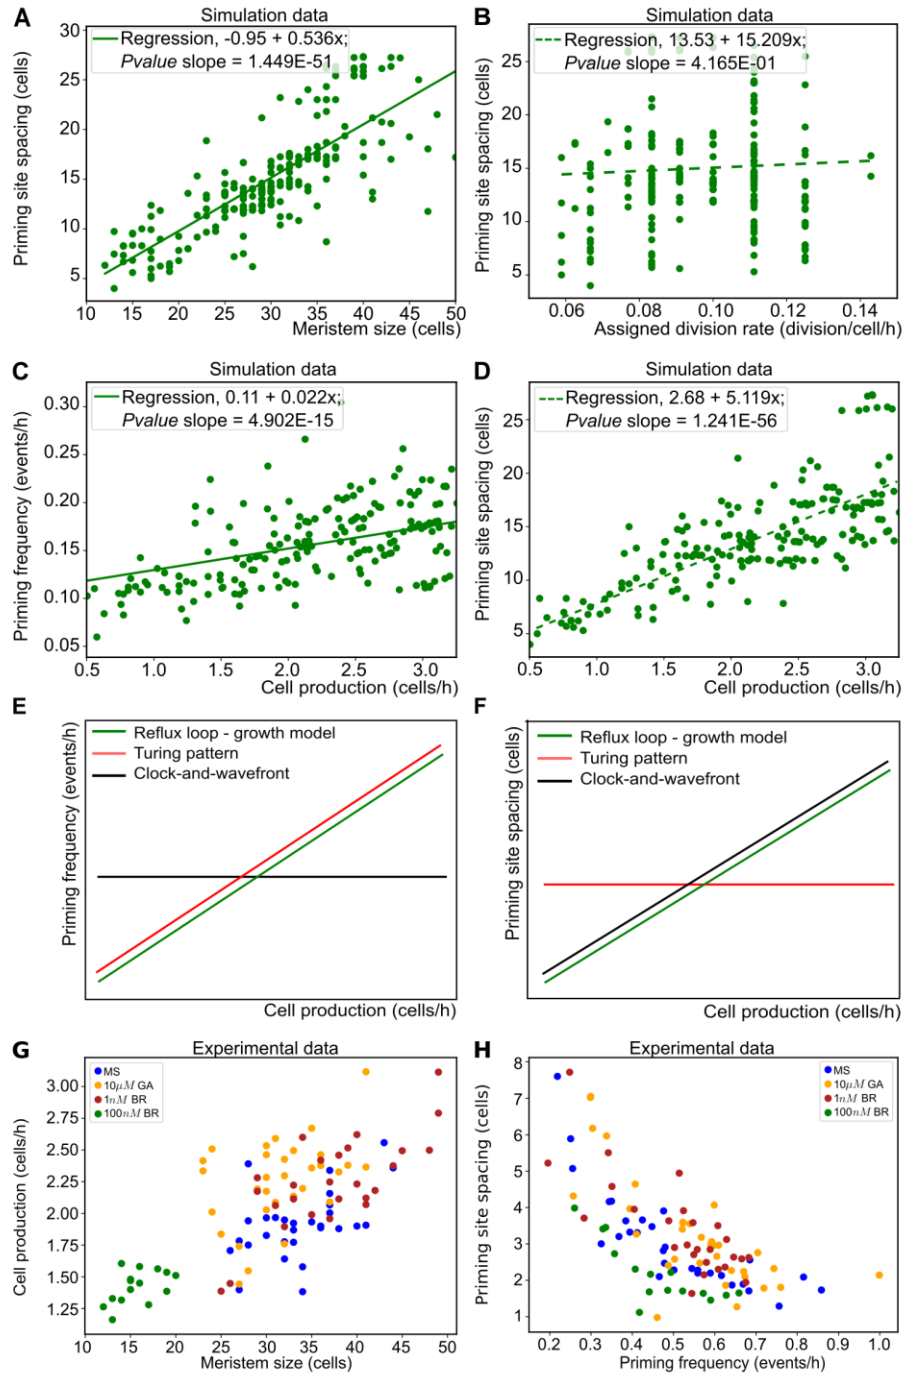 A
Simulation data
Regression, -0.95 + 0.536x;
Pvalue slope = 1.449E-51
Priming site spacing (cells)
30
25
20
15
10
5
10 15 20 25 30 35 40 45 50
Meristem size (cells)
B
Simulation data
Regression, 13.53 + 15.209x;
Pvalue slope = 4.165E-01
Priming site spacing (cells)
25
20
15
10
5
0.06 0.08 0.10 0.12 0.14
Assigned division rate (division/cell/h)
C
Simulation data
Regression, 0.11 + 0.022x;
Pvalue slope = 4.902E-15
Priming frequency (events/h)
0.30
0.25
0.20
0.15
0.10
0.05
0.5 1.0 1.5 2.0 2.5 3.0
Cell production (cells/h)
D
Simulation data
Regression, 2.68 + 5.119x;
Pvalue slope = 1.241E-56
Priming site spacing (cells)
25
20
15
10
5
0.5 1.0 1.5 2.0 2.5 3.0
Cell production (cells/h)
E
Reflux loop - growth model
Turing pattern
Clock-and-wavefront
Priming frequency (events/h)
Cell production (cells/h)
F
Reflux loop - growth model
Turing pattern
Clock-and-wavefront
Priming site spacing (cells)
Cell production (cells/h)
G
Experimental data
MS
10μM GA
1nM BR
100nM BR
Cell production (cells/h)
3.00
2.75
2.50
2.25
2.00
1.75
1.50
1.25
10 15 20 25 30 35 40 45 50
Meristem size (cells)
H
Experimental data
MS
10μM GA
1nM BR
100nM BR
Priming site spacing (cells)
8
7
6
5
4
3
2
1
0.2 0.3 0.4 0.5 0.6 0.7 0.8 0.9 1.0
Priming frequency (events/h)